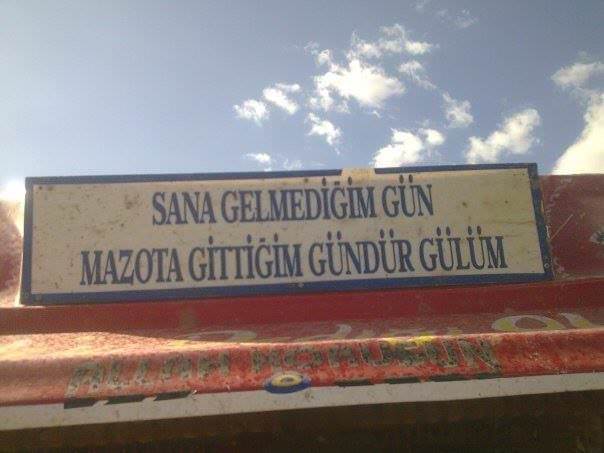 SANA GELMEDİĞİM GÜN
MAZOTA GİTTİĞİM GÜNDÜR GÜLÜM
ALLAH KORUSUN